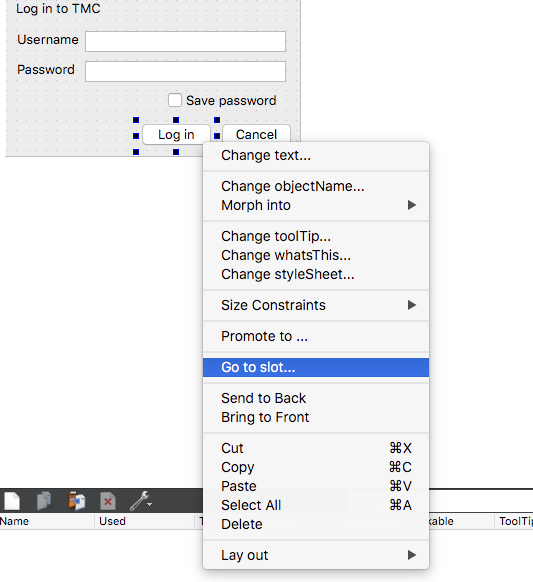 Log in to TMC
Username
Password
Save password
Log in Cancel
Change text...
Change objectName...
Morph into
Change toolTip...
Change whatsThis...
Change styleSheet...
Size Constraints
Promote to ...
Go to slot...
Send to Back
Bring to Front
Cut ⌘X
Copy ⌘C
Paste ⌘V
Select All ⌘A
Delete
Lay out
Name Used ToolTip